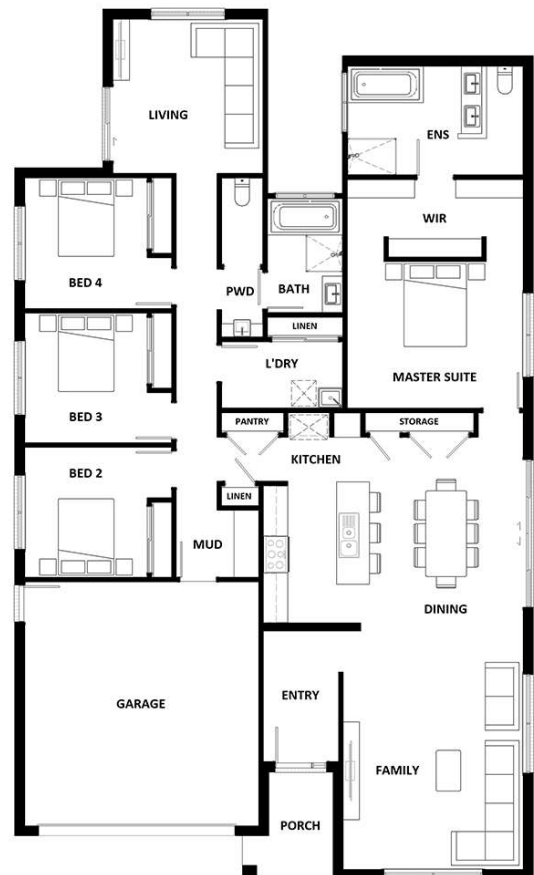 LIVING
ENS
WIR
BED 4
PWD
BATH
LINEN
L'DRY
MASTER SUITE
BED 3
PANTRY
STORAGE
KITCHEN
BED 2
LINEN
MUD
DINING
ENTRY
GARAGE
FAMILY
PORCH